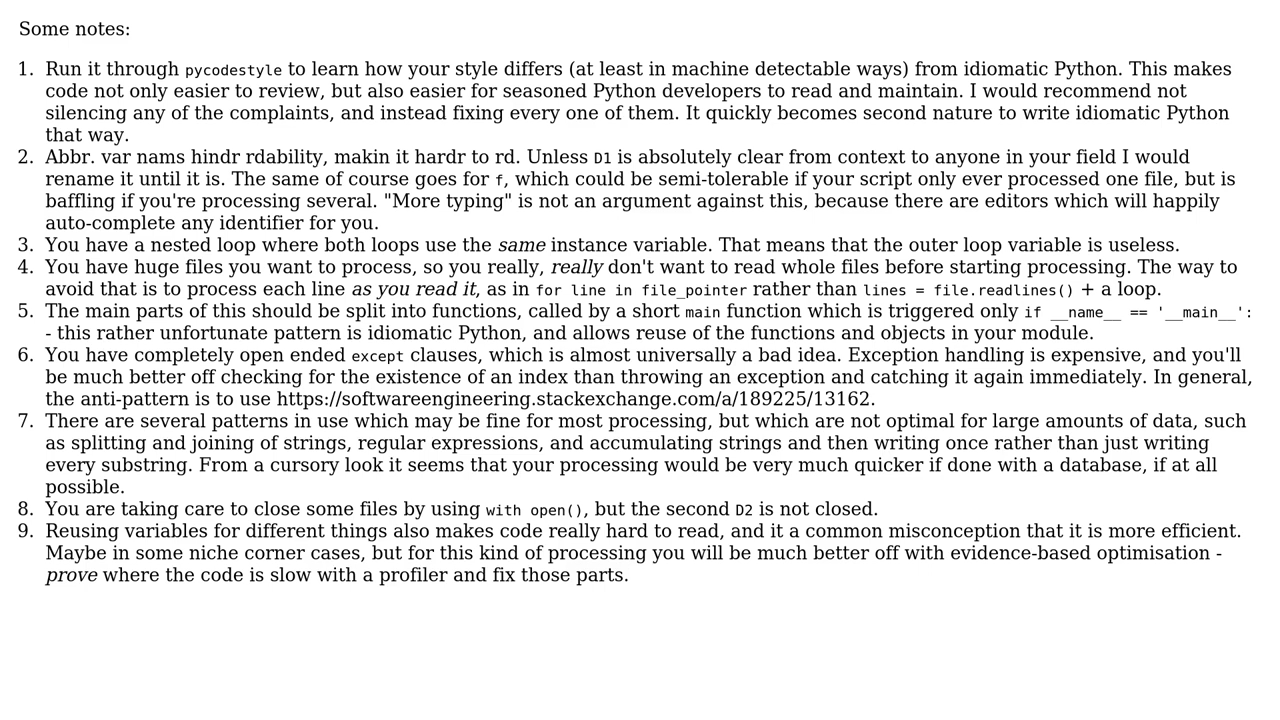 Some notes:
1. Run it through pycodestyle to learn how your style differs (at least in machine detectable ways) from idiomatic Python. This makes
code not only easier to review, but also easier for seasoned Python developers to read and maintain. I would recommend not
silencing any of the complaints, and instead fixing every one of them. It quickly becomes second nature to write idiomatic Python
that way.
2. Abbr. var nams hindr rdability, makin it hardr to rd. Unless D1 is absolutely clear from context to anyone in your field I would
rename it until it is. The same of course goes for f, which could be semi-tolerable if your script only ever processed one file, but is
baffling if you're processing several. "More typing" is not an argument against this, because there are editors which will happily
auto-complete any identifier for you.
3. You have a nested loop where both loops use the same instance variable. That means that the outer loop variable is useless.
4. You have huge files you want to process, so you really, really don't want to read whole files before starting processing. The way to
avoid that is to process each line as you read it, as in for line in file_pointer rather than lines = file.readlines() + a loop.
5. The main parts of this should be split into functions, called by a short main function which is triggered only if __name__ == '__main__':
- this rather unfortunate pattern is idiomatic Python, and allows reuse of the functions and objects in your module.
6. You have completely open ended except clauses, which is almost universally a bad idea. Exception handling is expensive, and you'll
be much better off checking for the existence of an index than throwing an exception and catching it again immediately. In general,
the anti-pattern is to use https://softwareengineering.stackexchange.com/a/189225/13162.
7. There are several patterns in use which may be fine for most processing, but which are not optimal for large amounts of data, such
as splitting and joining of strings, regular expressions, and accumulating strings and then writing once rather than just writing
every substring. From a cursory look it seems that your processing would be very much quicker if done with a database, if at all
possible.
8. You are taking care to close some files by using with open(), but the second D2 is not closed.
9. Reusing variables for different things also makes code really hard to read, and it a common misconception that it is more efficient.
Maybe in some niche corner cases, but for this kind of processing you will be much better off with evidence-based optimisation -
prove where the code is slow with a profiler and fix those parts.